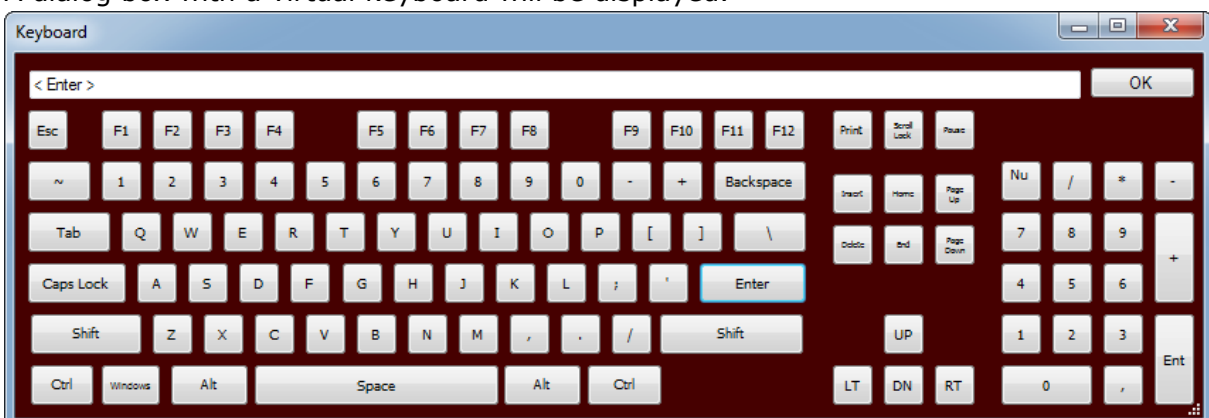 A dialog box with a virtual keyboard will be displayed.
Keyboard
< Enter > OK
Esc F1 F2 F3 F4 F5 F6 F7 F8 F9 F10 F11 F12 Print Scroll Lock Pause
~ 1 2 3 4 5 6 7 8 9 0 - + Backspace Insert Home Page Up Nu / * -
Tab Q W E R T Y U I O P [ ] \ Delete End Page Down 7 8 9 +
Caps Lock A S D F G H J K L ; ' Enter 4 5 6
Shift Z X C V B N M , . / Shift UP 1 2 3 Ent
Ctrl Windows Alt Space Alt Ctrl LT DN RT 0 ,